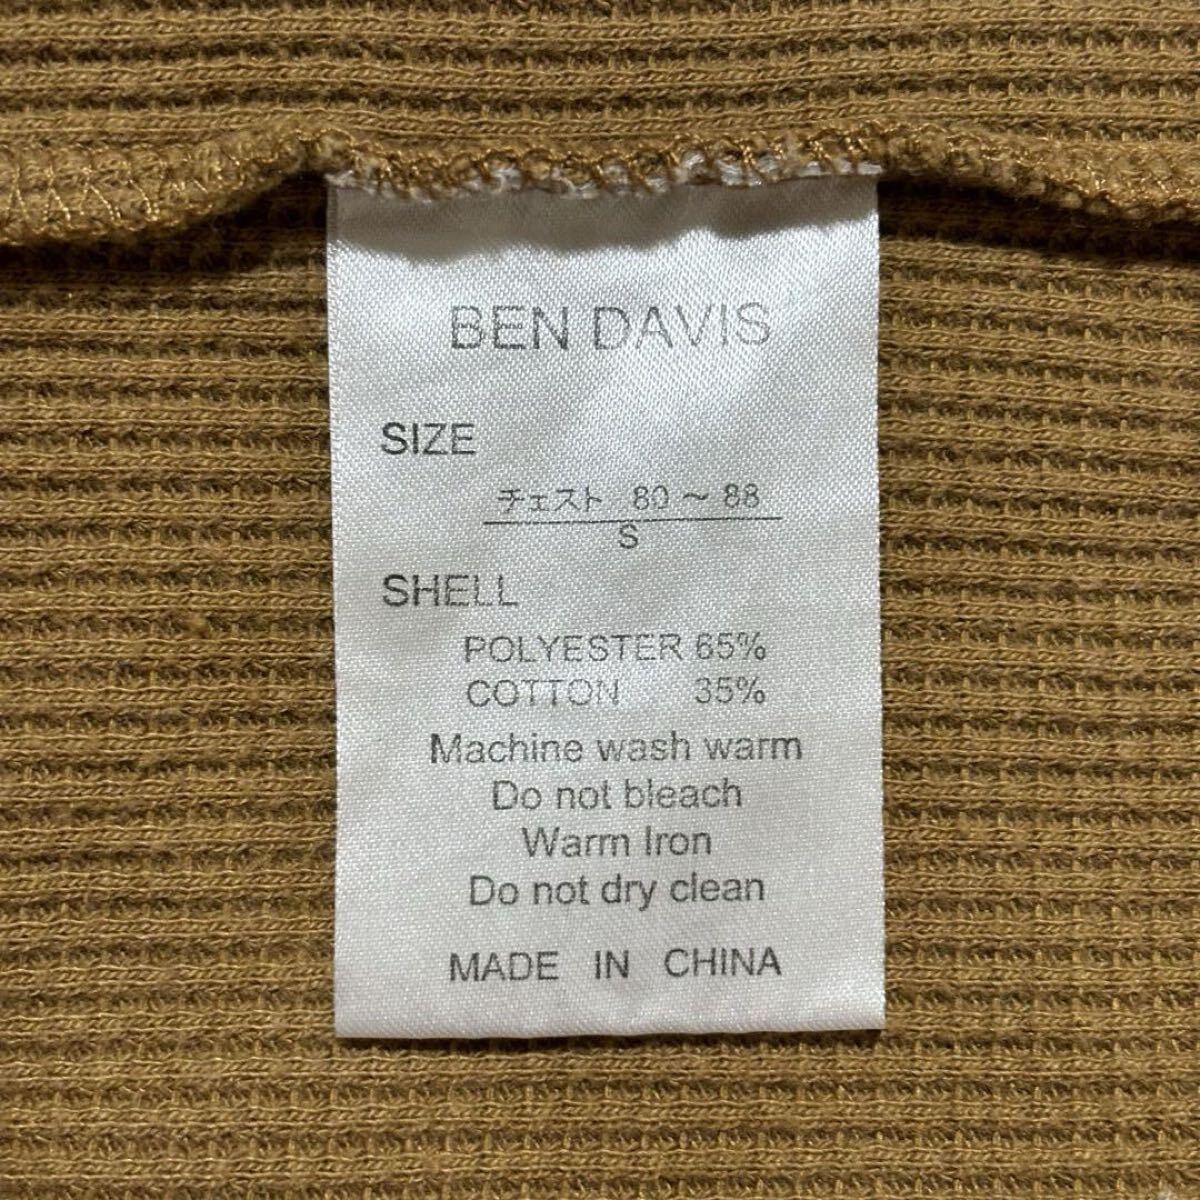 BEN DAVIS
SIZE
チェスト 80 ～ 88
S
SHELL
POLYESTER 65%
COTTON 35%
Machine wash warm
Do not bleach
Warm Iron
Do not dry clean
MADE IN CHINA